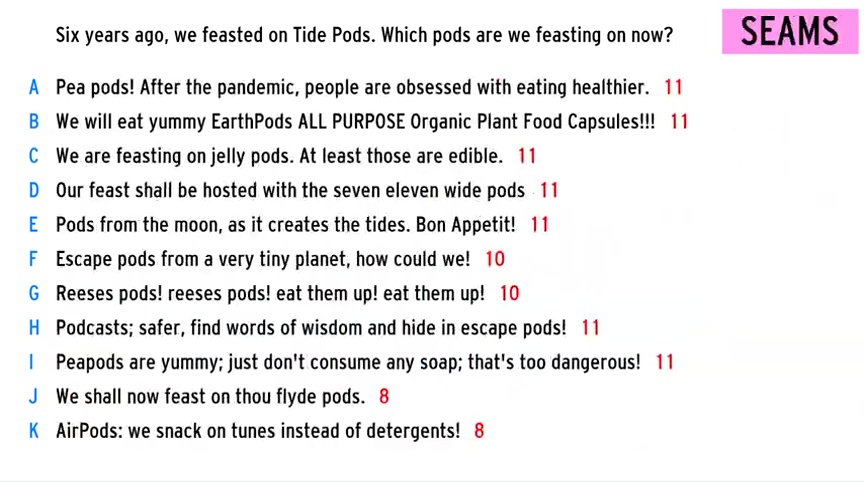 Six years ago, we feasted on Tide Pods. Which pods are we feasting on now?
SEAMS
A Pea pods! After the pandemic, people are obsessed with eating healthier. 11
B We will eat yummy EarthPods ALL PURPOSE Organic Plant Food Capsules!!! 11
C We are feasting on jelly pods. At least those are edible. 11
D Our feast shall be hosted with the seven eleven wide pods 11
E Pods from the moon, as it creates the tides. Bon Appetit! 11
F Escape pods from a very tiny planet, how could we! 10
G Reeses pods! reeses pods! eat them up! eat them up! 10
H Podcasts; safer, find words of wisdom and hide in escape pods! 11
I Peapods are yummy; just don't consume any soap; that's too dangerous! 11
J We shall now feast on thou flyde pods. 8
K AirPods: we snack on tunes instead of detergents! 8